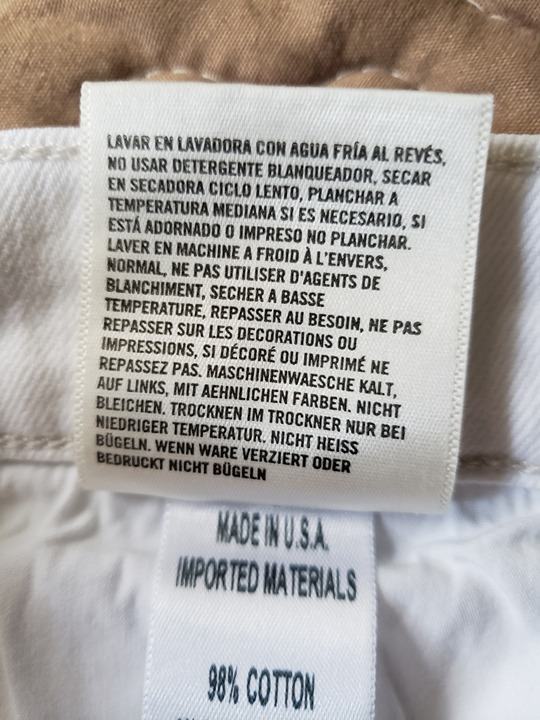 LAVAR EN LAVADORA CON AGUA FRÍA AL REVÉS,
NO USAR DETERGENTE BLANQUEADOR, SECAR
EN SECADORA CICLO LENTO, PLANCHAR A
TEMPERATURA MEDIANA SI ES NECESARIO, SI
ESTÁ ADORNADO O IMPRESO NO PLANCHAR.
LAVER EN MACHINE A FROID À L'ENVERS,
NORMAL, NE PAS UTILISER D'AGENTS DE
BLANCHIMENT, SECHER A BASSE
TEMPERATURE, REPASSER AU BESOIN, NE PAS
REPASSER SUR LES DECORATIONS OU
IMPRESSIONS, SI DÉCORÉ OU IMPRIMÉ NE
REPASSEZ PAS. MASCHINENWAESCHE KALT,
AUF LINKS, MIT AEHNLICHEN FARBEN. NICHT
BLEICHEN. TROCKNEN IM TROCKNER NUR BEI
NIEDRIGER TEMPERATUR. NICHT HEISS
BÜGELN. WENN WARE VERZIERT ODER
BEDRUCKT NICHT BÜGELN
MADE IN U.S.A.
IMPORTED MATERIALS
98% COTTON